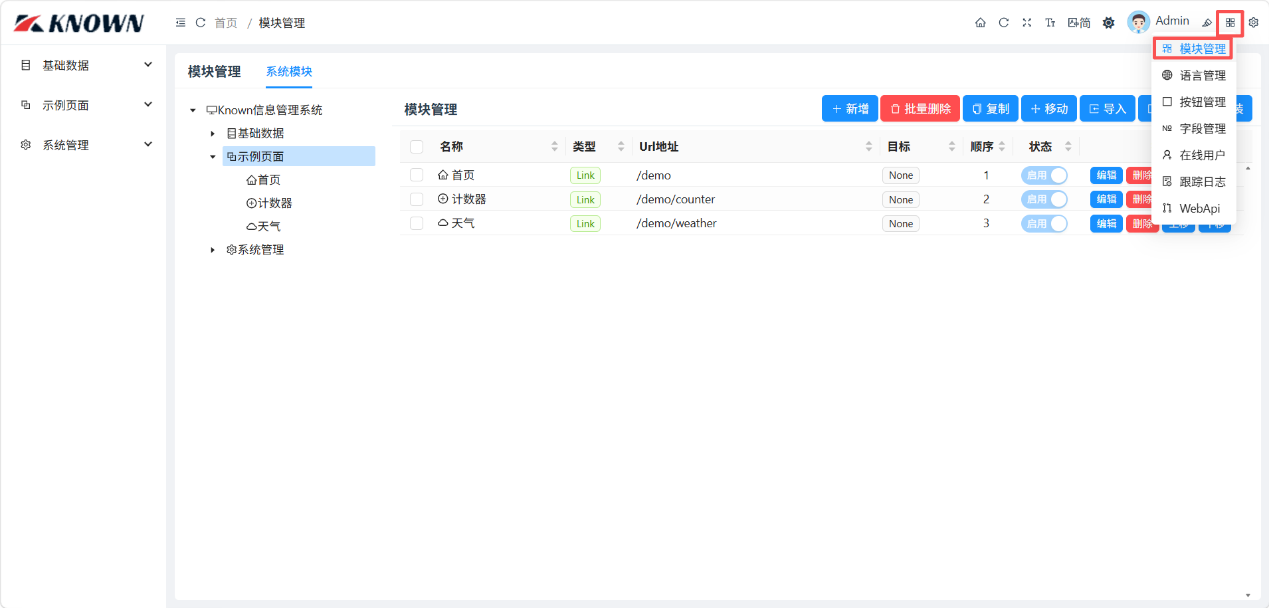 KNOWN
首页 / 模块管理
简
Admin
模块管理
语言管理
按钮管理
字段管理
在线用户
跟踪日志
WebApi
基础数据
示例页面
系统管理
模块管理 系统模块
Known信息管理系统
基础数据
示例页面
首页
计数器
天气
系统管理
模块管理
新增 批量删除 复制 移动 导入
名称 类型 Url地址 目标 顺序 状态
首页 Link /demo None 1 启用 编辑 删除
计数器 Link /demo/counter None 2 启用 编辑 删除
天气 Link /demo/weather None 3 启用 编辑 删除